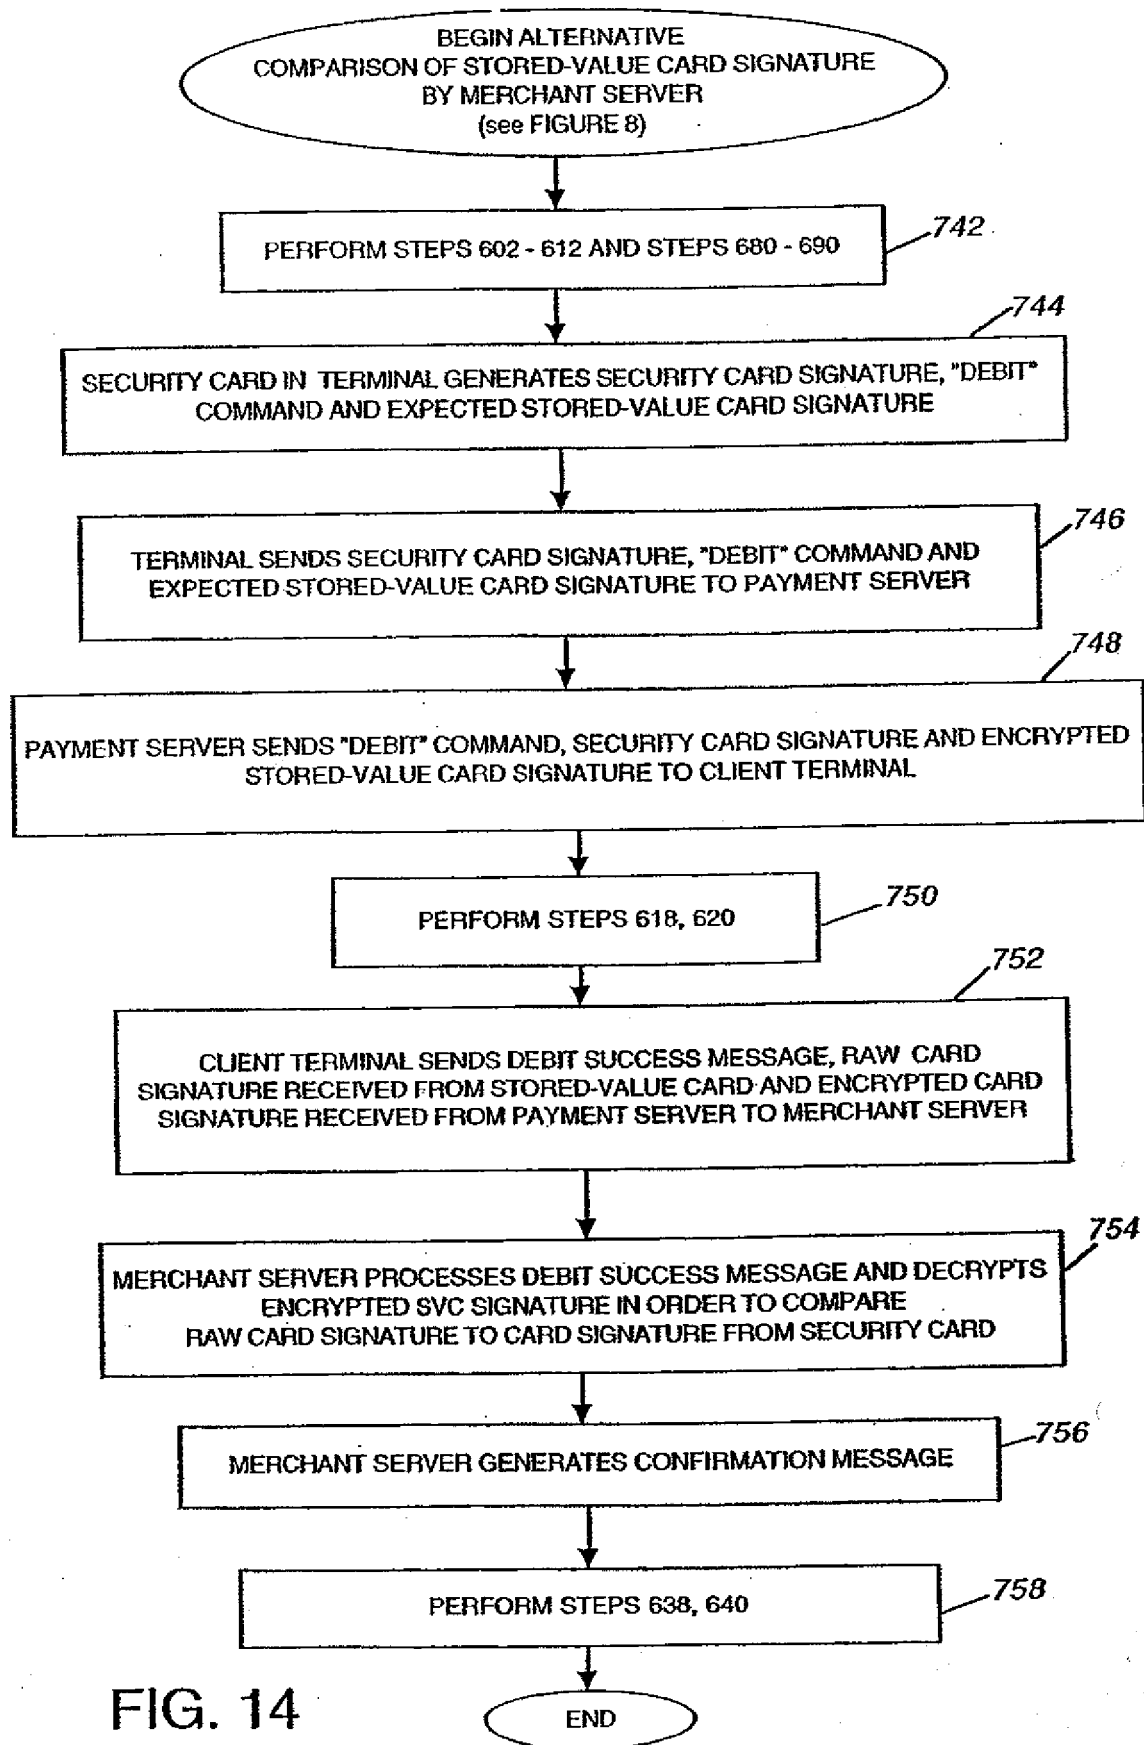 BEGIN ALTERNATIVE
COMPARISON OF STORED-VALUE CARD SIGNATURE
BY MERCHANT SERVER
(see FIGURE 8)
742
PERFORM STEPS 602 - 612 AND STEPS 680 - 690
744
SECURITY CARD IN TERMINAL GENERATES SECURITY CARD SIGNATURE, "DEBIT"
COMMAND AND EXPECTED STORED-VALUE CARD SIGNATURE
746
TERMINAL SENDS SECURITY CARD SIGNATURE, "DEBIT" COMMAND AND
EXPECTED STORED-VALUE CARD SIGNATURE TO PAYMENT SERVER
748
PAYMENT SERVER SENDS "DEBIT" COMMAND, SECURITY CARD SIGNATURE AND ENCRYPTED
STORED-VALUE CARD SIGNATURE TO CLIENT TERMINAL
750
PERFORM STEPS 618, 620
752
CLIENT TERMINAL SENDS DEBIT SUCCESS MESSAGE, RAW CARD
SIGNATURE RECEIVED FROM STORED-VALUE CARD AND ENCRYPTED CARD
SIGNATURE RECEIVED FROM PAYMENT SERVER TO MERCHANT SERVER
754
MERCHANT SERVER PROCESSES DEBIT SUCCESS MESSAGE AND DECRYPTS
ENCRYPTED SVC SIGNATURE IN ORDER TO COMPARE
RAW CARD SIGNATURE TO CARD SIGNATURE FROM SECURITY CARD
756
MERCHANT SERVER GENERATES CONFIRMATION MESSAGE
758
PERFORM STEPS 638, 640
END
FIG. 14